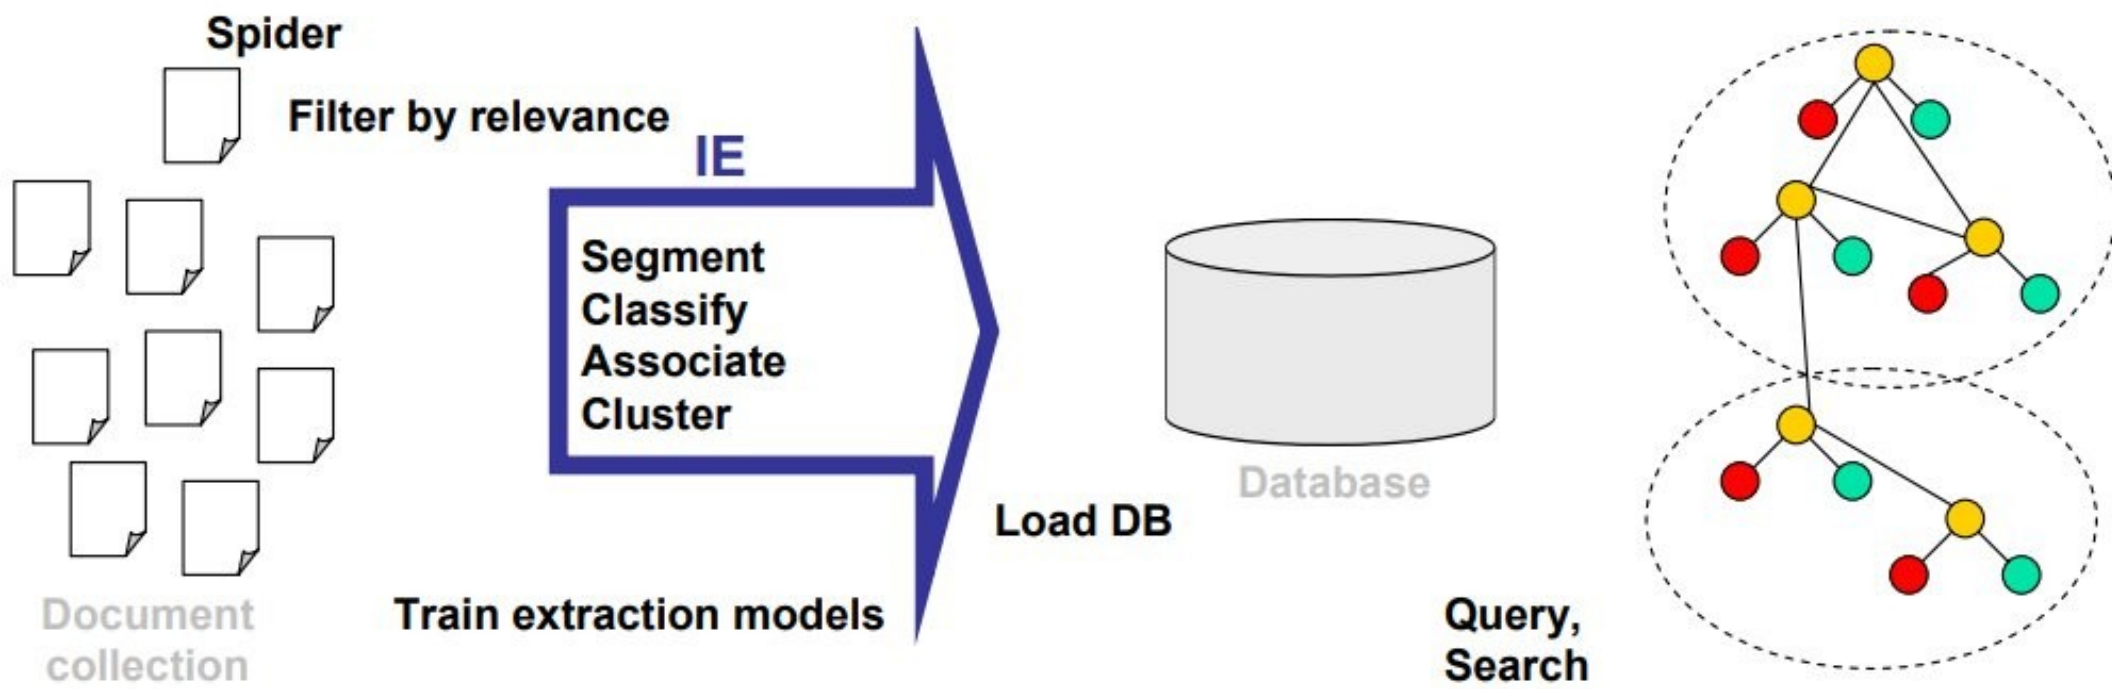 Spider
Filter by relevance
IE
Segment
Classify
Associate
Cluster
Database
Load DB
Document
collection
Train extraction models
Query,
Search